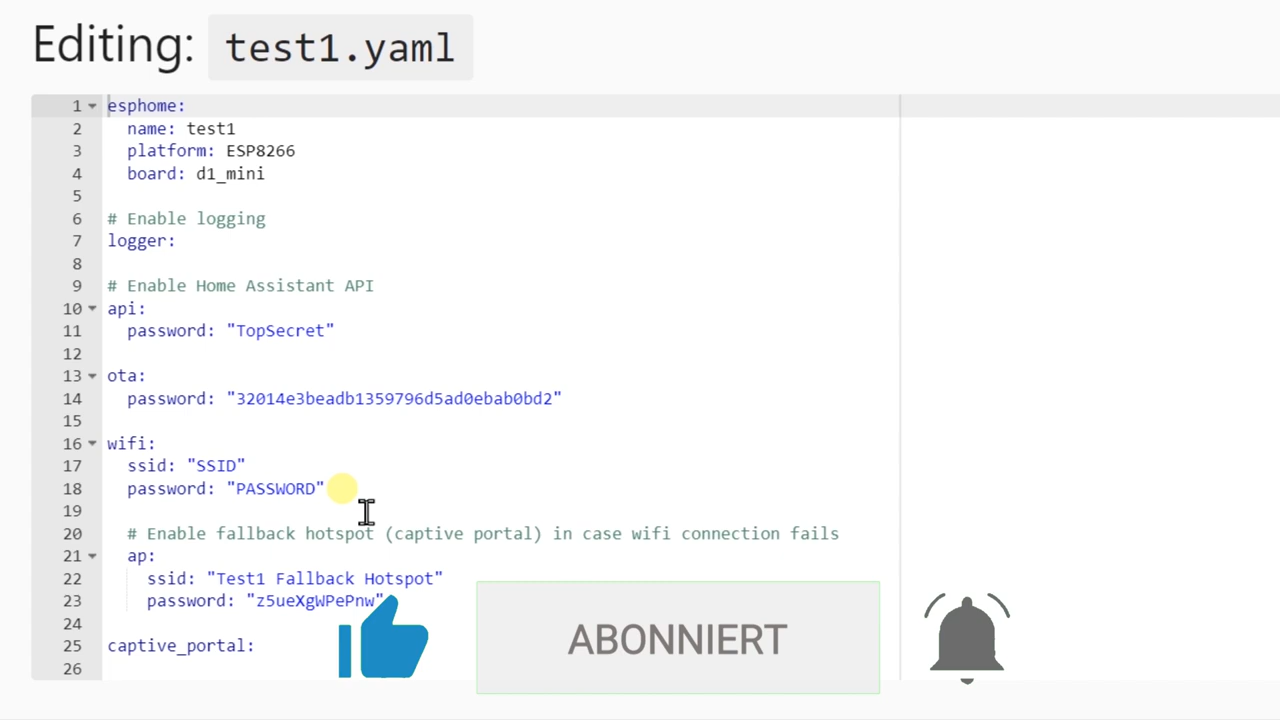 Editing: test1.yaml
1 esphome:
2   name: test1
3   platform: ESP8266
4   board: d1_mini
5
6 # Enable logging
7 logger:
8
9 # Enable Home Assistant API
10 api:
11   password: "TopSecret"
12
13 ota:
14   password: "32014e3beadb1359796d5ad0ebab0bd2"
15
16 wifi:
17   ssid: "SSID"
18   password: "PASSWORD"
19
20   # Enable fallback hotspot (captive portal) in case wifi connection fails
21   ap:
22     ssid: "Test1 Fallback Hotspot"
23     password: "z5ueXgWPePnw"
24
25 captive_portal:
26
ABONNIERT